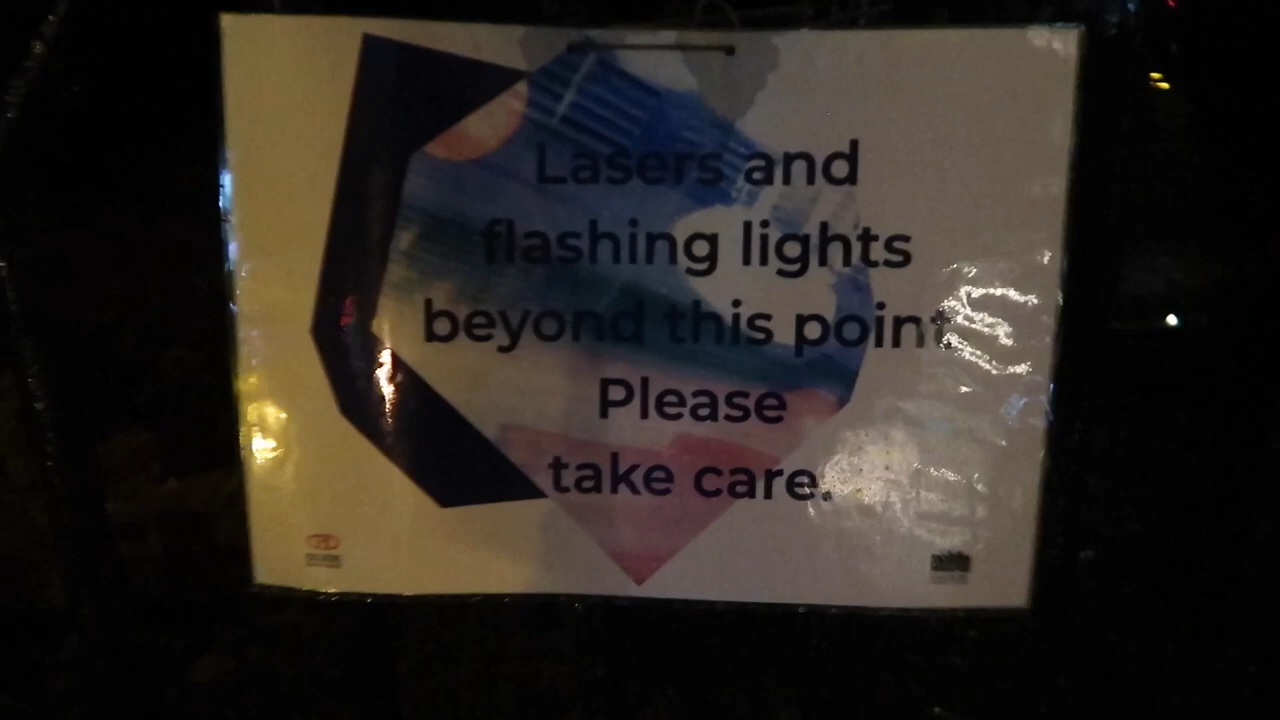 Lasers and
flashing lights
beyond this point.
Please
take care.